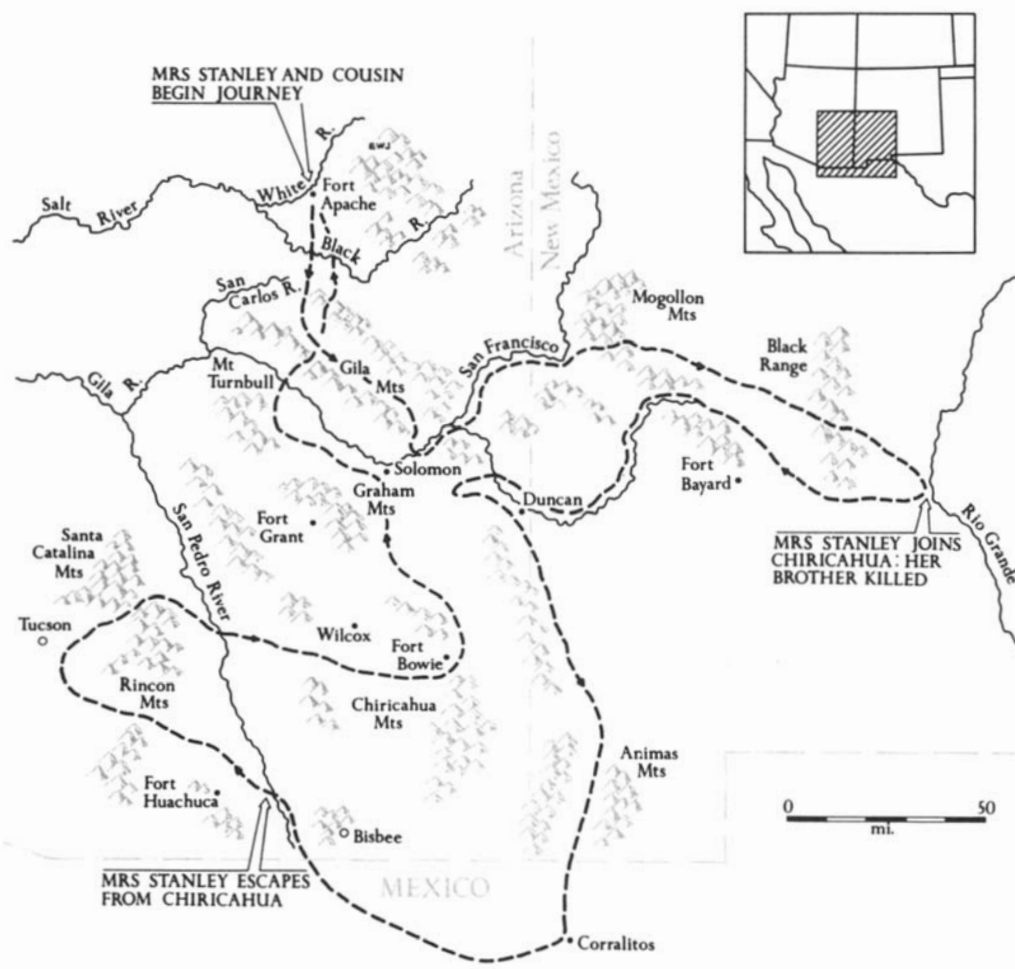 MRS STANLEY AND COUSIN
BEGIN JOURNEY
R.
EWJ
White
Fort
Apache
Salt
River
Black
R.
Arizona
New Mexico
San
Carlos R.
Mogollon
Mts
San Francisco
Black
Range
Mt
Turnbull
Gila
Mts
Gila
R.
Solomon
Graham
Mts
Fort
Bayard
Duncan
Fort
Grant
San Pedro River
Santa
Catalina
Mts
MRS STANLEY JOINS
CHIRICAHUA: HER
BROTHER KILLED
Rio Grande
Tucson
Wilcox
Fort
Bowie
Rincon
Mts
Chiricahua
Mts
Animas
Mts
Fort
Huachuca
Bisbee
0 50
mi.
MRS STANLEY ESCAPES
FROM CHIRICAHUA
MEXICO
Corralitos